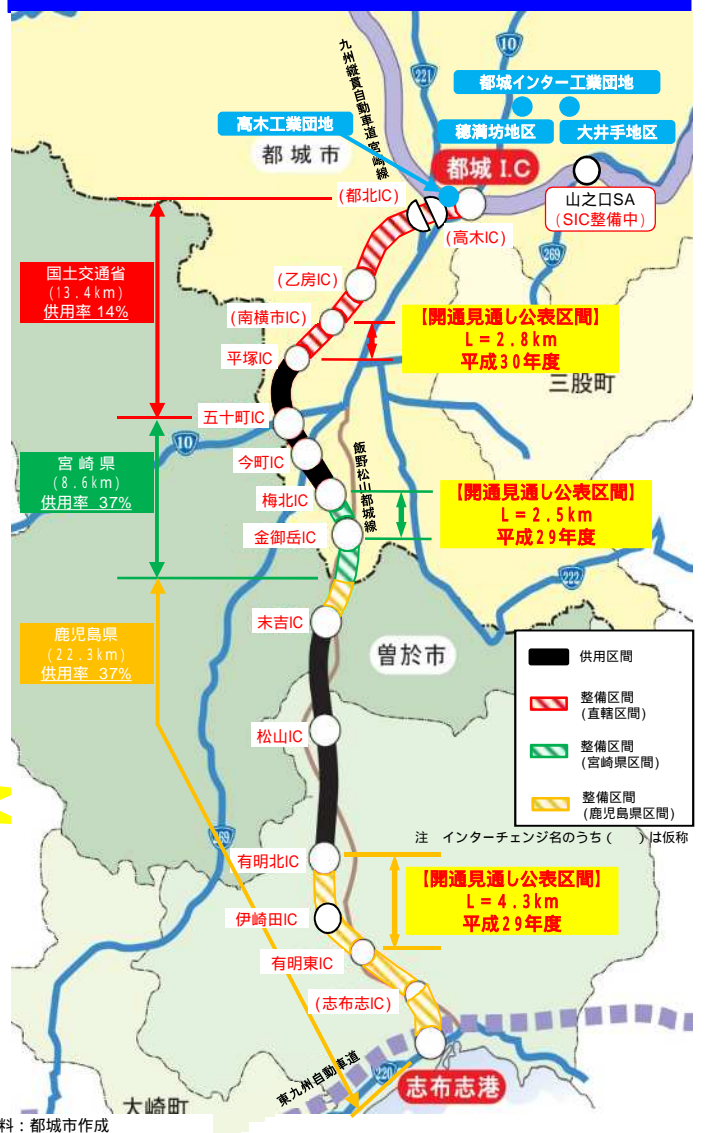 九州縦貫自動車道宮崎線
10
221
都城インター工業団地
高木工業団地
穂満坊地区
大井手地区
都城市
都城 I.C
(都北IC)
山之口SA
(SIC整備中)
(高木IC)
269
国土交通省
(13.4km)
供用率 14%
(乙房IC)
(南横市IC)
【開通見通し公表区間】
L=2.8km
平成30年度
平塚IC
三股町
五十町IC
10
宮崎県
(8.6km)
供用率 37%
今町IC
飯野松山都城線
梅北IC
【開通見通し公表区間】
L=2.5km
平成29年度
金御岳IC
222
末吉IC
鹿児島県
(22.3km)
供用率 37%
曽於市
供用区間
整備区間
(直轄区間)
松山IC
整備区間
(宮崎県区間)
整備区間
(鹿児島県区間)
269
注 インターチェンジ名のうち( )は仮称
有明北IC
【開通見通し公表区間】
L=4.3km
平成29年度
伊崎田IC
有明東IC
(志布志IC)
東九州自動車道
220
志布志港
大崎町
料:都城市作成